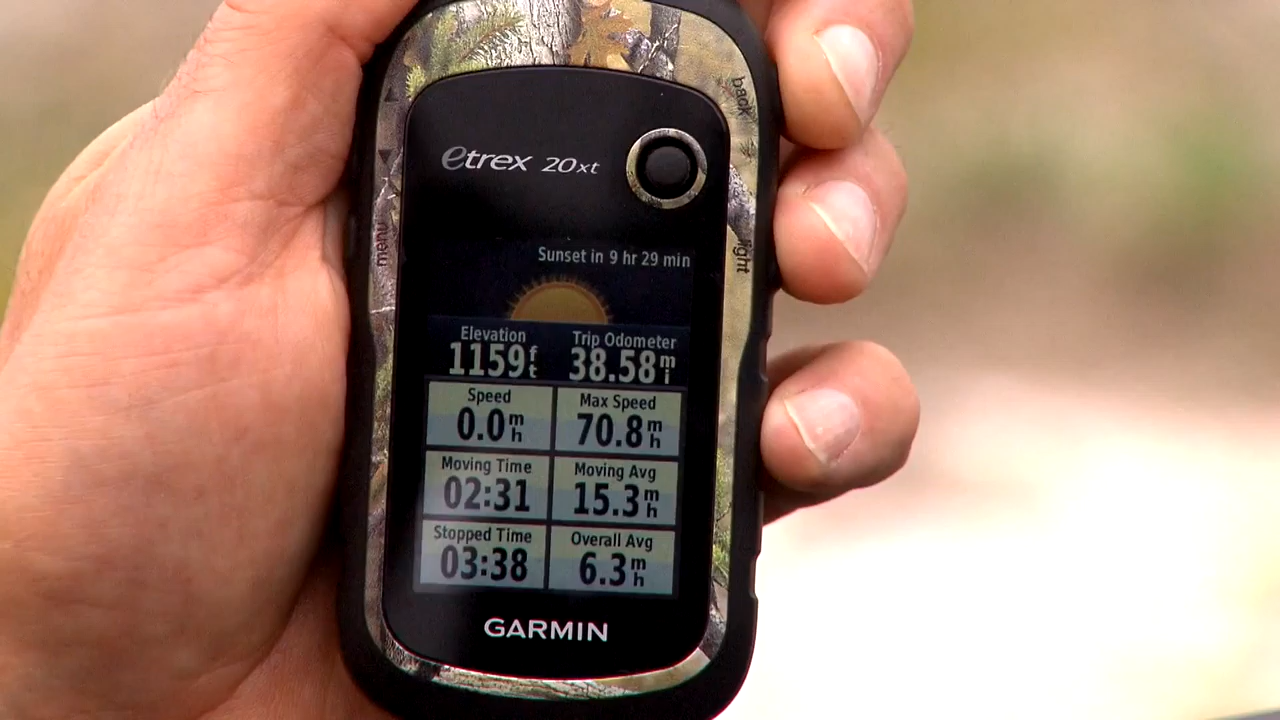 back
etrex 20xt
menu
light
Sunset in 9 hr 29 min
Elevation Trip Odometer
1159ft 38.58mi
Speed Max Speed
0.0mh 70.8mh
Moving Time Moving Avg
02:31 15.3mh
Stopped Time Overall Avg
03:38 6.3mh
GARMIN